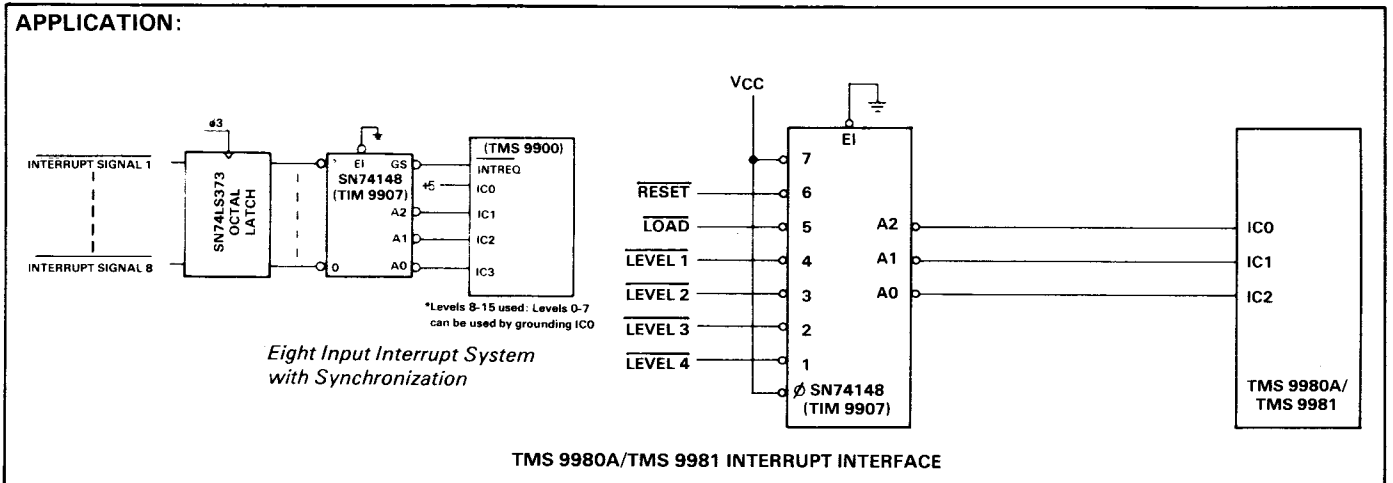 APPLICATION:
ø3
INTERRUPT SIGNAL 1
INTERRUPT SIGNAL 8
SN74LS373
OCTAL
LATCH
EI
GS
SN74148
(TIM 9907)
A2
A1
0
A0
(TMS 9900)
INTREQ
+5
IC0
IC1
IC2
IC3
*Levels 8-15 used: Levels 0-7
can be used by grounding IC0
Eight Input Interrupt System
with Synchronization
VCC
EI
7
RESET
6
LOAD
5
LEVEL 1
4
LEVEL 2
3
LEVEL 3
2
LEVEL 4
1
Ø SN74148
(TIM 9907)
A2
A1
A0
IC0
IC1
IC2
TMS 9980A/
TMS 9981
TMS 9980A/TMS 9981 INTERRUPT INTERFACE